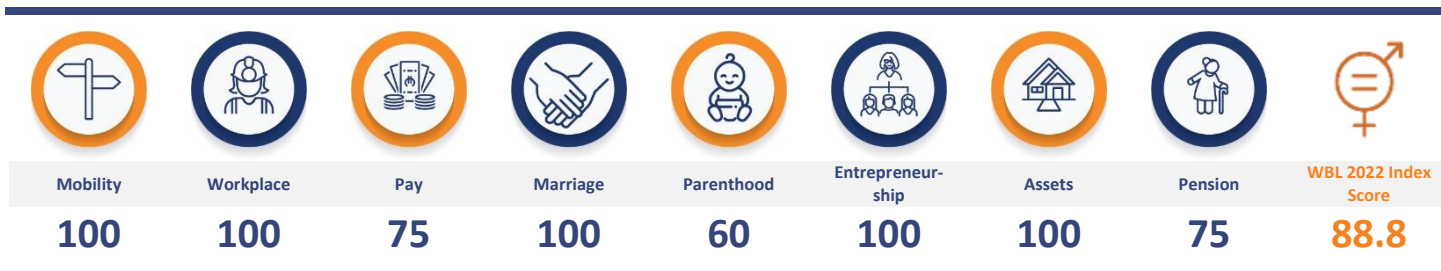 Mobility Workplace Pay Marriage Parenthood Entrepreneur-
ship Assets Pension WBL 2022 Index
Score
100 100 75 100 60 100 100 75 88.8